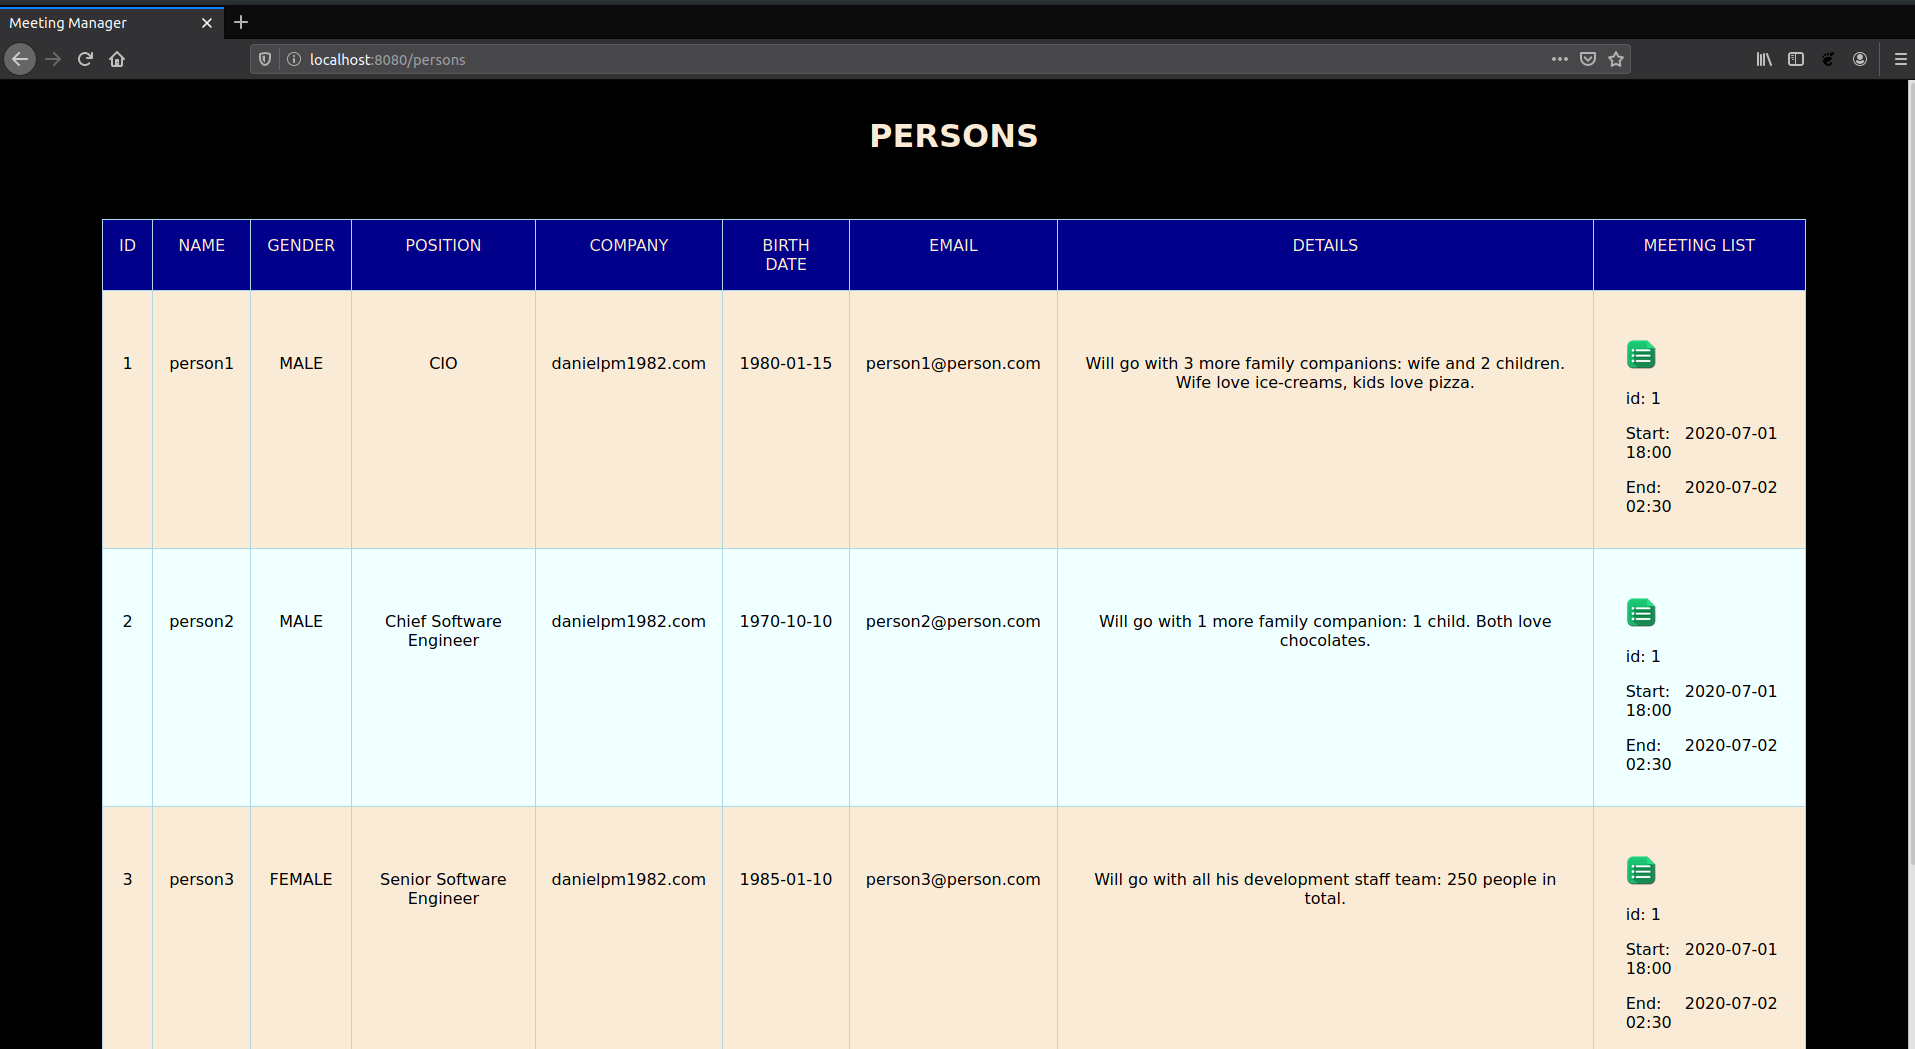 Meeting Manager
localhost:8080/persons
PERSONS
ID NAME GENDER POSITION COMPANY BIRTH DATE EMAIL DETAILS MEETING LIST
1 person1 MALE CIO danielpm1982.com 1980-01-15 person1@person.com Will go with 3 more family companions: wife and 2 children.
Wife love ice-creams, kids love pizza.
id: 1
Start: 2020-07-01
18:00
End: 2020-07-02
02:30
2 person2 MALE Chief Software Engineer danielpm1982.com 1970-10-10 person2@person.com Will go with 1 more family companion: 1 child. Both love
chocolates.
id: 1
Start: 2020-07-01
18:00
End: 2020-07-02
02:30
3 person3 FEMALE Senior Software Engineer danielpm1982.com 1985-01-10 person3@person.com Will go with all his development staff team: 250 people in
total.
id: 1
Start: 2020-07-01
18:00
End: 2020-07-02
02:30